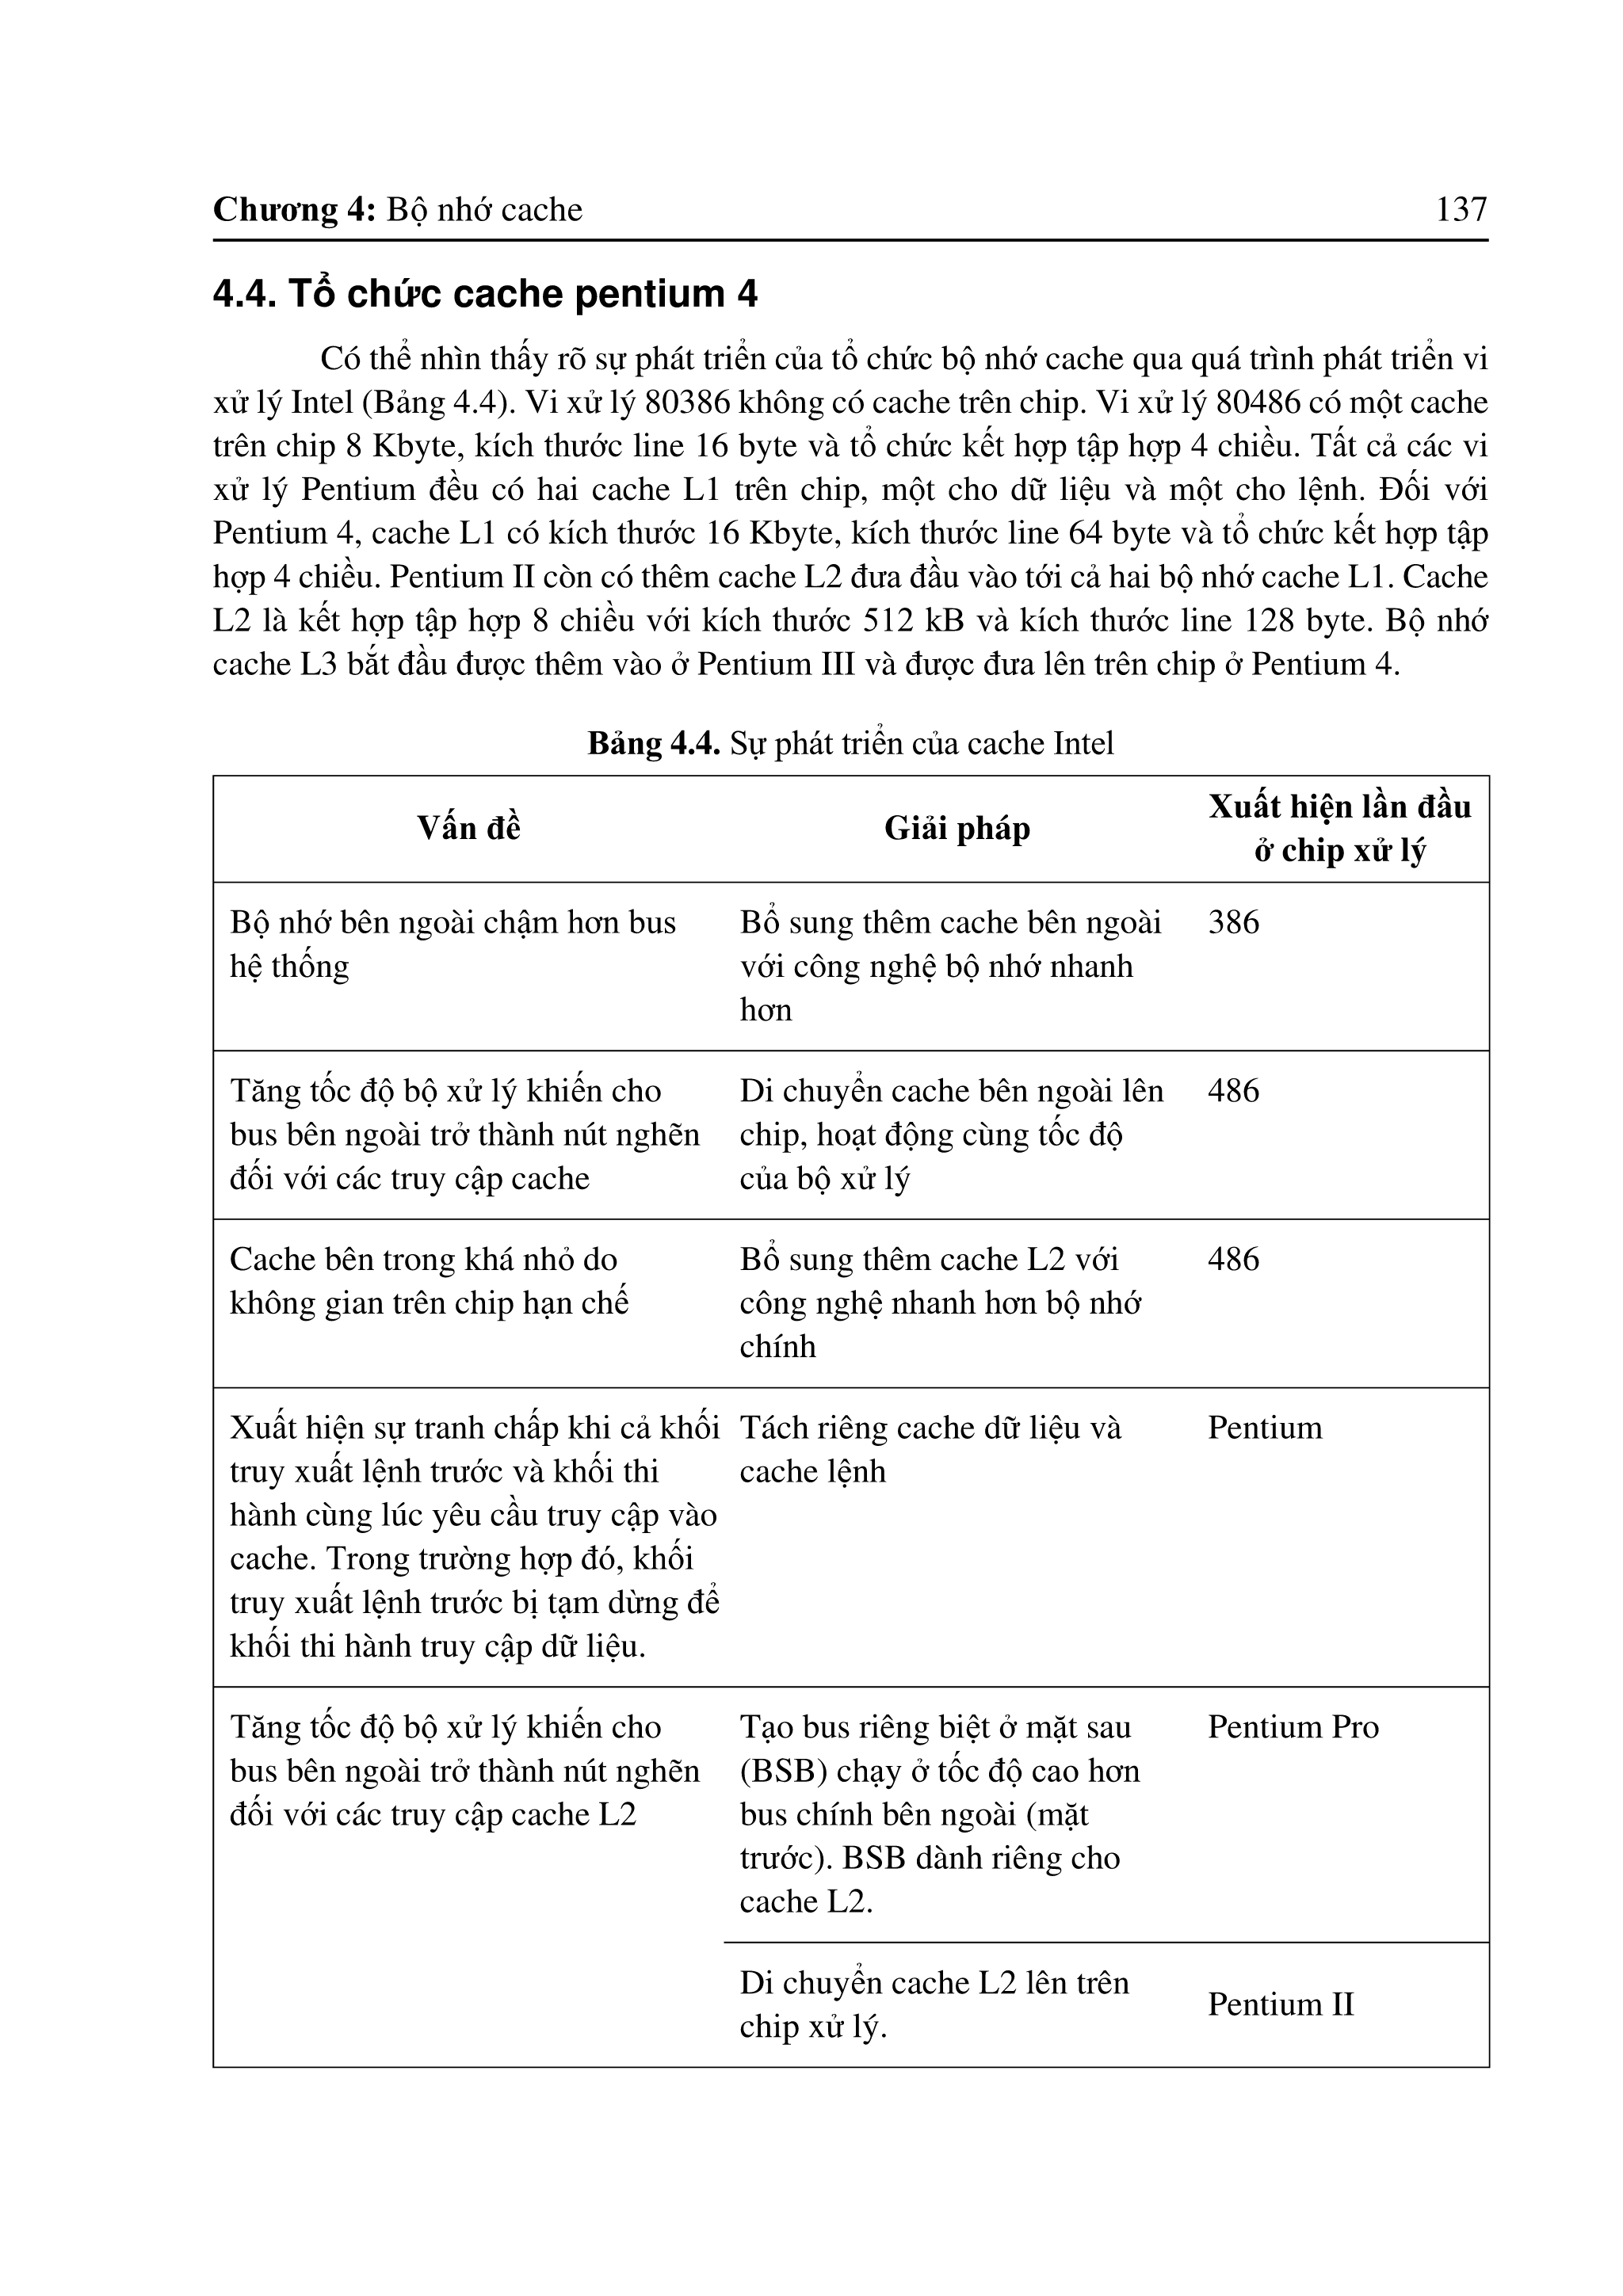 Chương 4: Bộ nhớ cache 137
4.4. Tổ chức cache pentium 4
Có thể nhìn thấy rõ sự phát triển của tổ chức bộ nhớ cache qua quá trình phát triển vi
xử lý Intel (Bảng 4.4). Vi xử lý 80386 không có cache trên chip. Vi xử lý 80486 có một cache
trên chip 8 Kbyte, kích thước line 16 byte và tổ chức kết hợp tập hợp 4 chiều. Tất cả các vi
xử lý Pentium đều có hai cache L1 trên chip, một cho dữ liệu và một cho lệnh. Đối với
Pentium 4, cache L1 có kích thước 16 Kbyte, kích thước line 64 byte và tổ chức kết hợp tập
hợp 4 chiều. Pentium II còn có thêm cache L2 đưa đầu vào tới cả hai bộ nhớ cache L1. Cache
L2 là kết hợp tập hợp 8 chiều với kích thước 512 kB và kích thước line 128 byte. Bộ nhớ
cache L3 bắt đầu được thêm vào ở Pentium III và được đưa lên trên chip ở Pentium 4.
Bảng 4.4. Sự phát triển của cache Intel
Vấn đề
Giải pháp
Xuất hiện lần đầu
ở chip xử lý
Bộ nhớ bên ngoài chậm hơn bus
hệ thống
Bổ sung thêm cache bên ngoài
với công nghệ bộ nhớ nhanh
hơn
386
Tăng tốc độ bộ xử lý khiến cho
bus bên ngoài trở thành nút nghẽn
đối với các truy cập cache
Di chuyển cache bên ngoài lên
chip, hoạt động cùng tốc độ
của bộ xử lý
486
Cache bên trong khá nhỏ do
không gian trên chip hạn chế
Bổ sung thêm cache L2 với
công nghệ nhanh hơn bộ nhớ
chính
486
Xuất hiện sự tranh chấp khi cả khối
truy xuất lệnh trước và khối thi
hành cùng lúc yêu cầu truy cập vào
cache. Trong trường hợp đó, khối
truy xuất lệnh trước bị tạm dừng để
khối thi hành truy cập dữ liệu.
Tách riêng cache dữ liệu và
cache lệnh
Pentium
Tăng tốc độ bộ xử lý khiến cho
bus bên ngoài trở thành nút nghẽn
đối với các truy cập cache L2
Tạo bus riêng biệt ở mặt sau
(BSB) chạy ở tốc độ cao hơn
bus chính bên ngoài (mặt
trước). BSB dành riêng cho
cache L2.
Pentium Pro
Di chuyển cache L2 lên trên
chip xử lý.
Pentium II